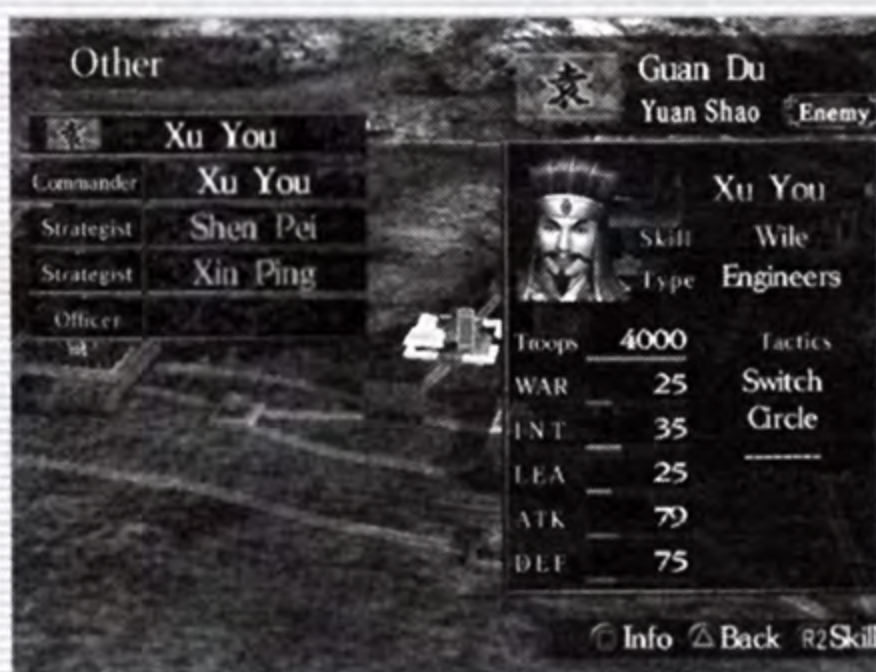 Other
袁
Guan Du
Yuan Shao Enemy
袁 Xu You
Commander Xu You
Strategist Shen Pei
Strategist Xin Ping
Officer
Xu You
Skill Wile
Type Engineers
Troops 4000 Tactics
WAR 25 Switch
INT 35 Circle
--------
LEA 25
ATK 79
DEF 75
Info Back R2 Skill